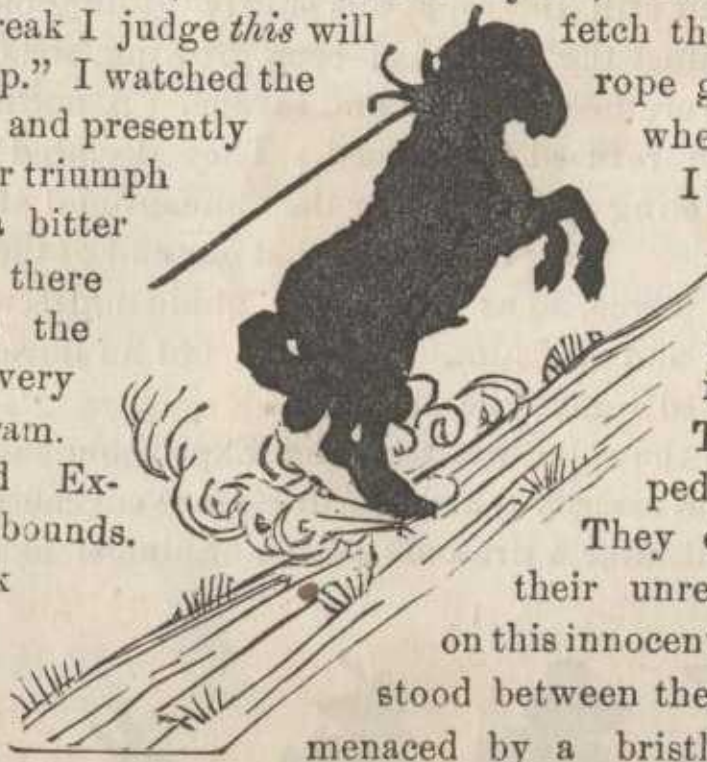 reak I judge this will fetch th
p." I watched the rope g
and presently whe
r triumph I
bitter
there
the
very
am.
Ex- ped
bounds. They
their unre
on this innocent
stood between the
menaced by a bristl